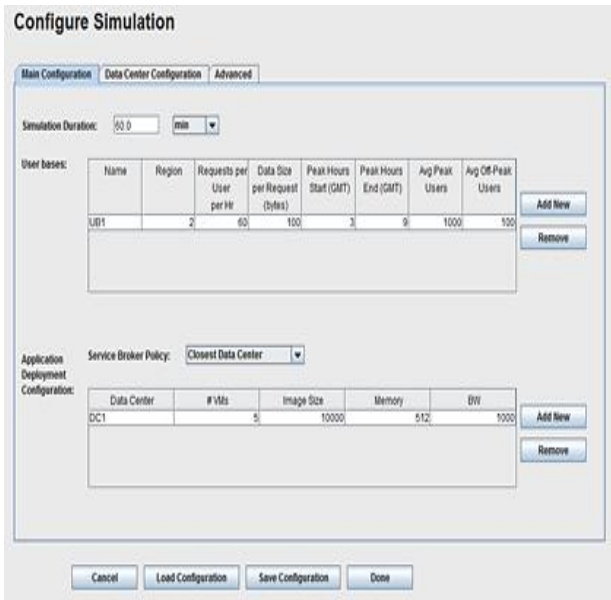 Configure Simulation
Main Configuration Data Center Configuration Advanced
Simulation Duration: 60.0 min
User bases:
Name Region Requests per User per Hr Data Size per Request (bytes) Peak Hours Start (GMT) Peak Hours End (GMT) Avg Peak Users Avg Off-Peak Users
UB1 2 60 100 3 9 1000 100
Add New
Remove
Application Deployment Configuration:
Service Broker Policy: Closest Data Center
Data Center # VMs Image Size Memory BW
DC1 5 10000 512 1000
Add New
Remove
Cancel Load Configuration Save Configuration Done